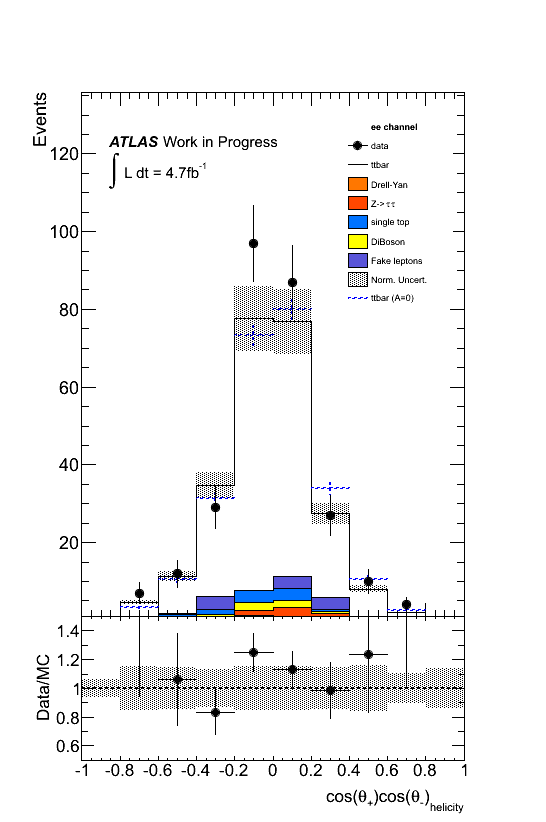 Events
ATLAS Work in Progress
∫ L dt = 4.7fb⁻¹
ee channel
data
ttbar
Drell-Yan
Z->ττ
single top
DiBoson
Fake leptons
Norm. Uncert.
ttbar (A=0)
120
100
80
60
40
20
Data/MC
1.4
1.2
1
0.8
0.6
-1 -0.8 -0.6 -0.4 -0.2 0 0.2 0.4 0.6 0.8 1
cos(θ₊)cos(θ₋)helicity